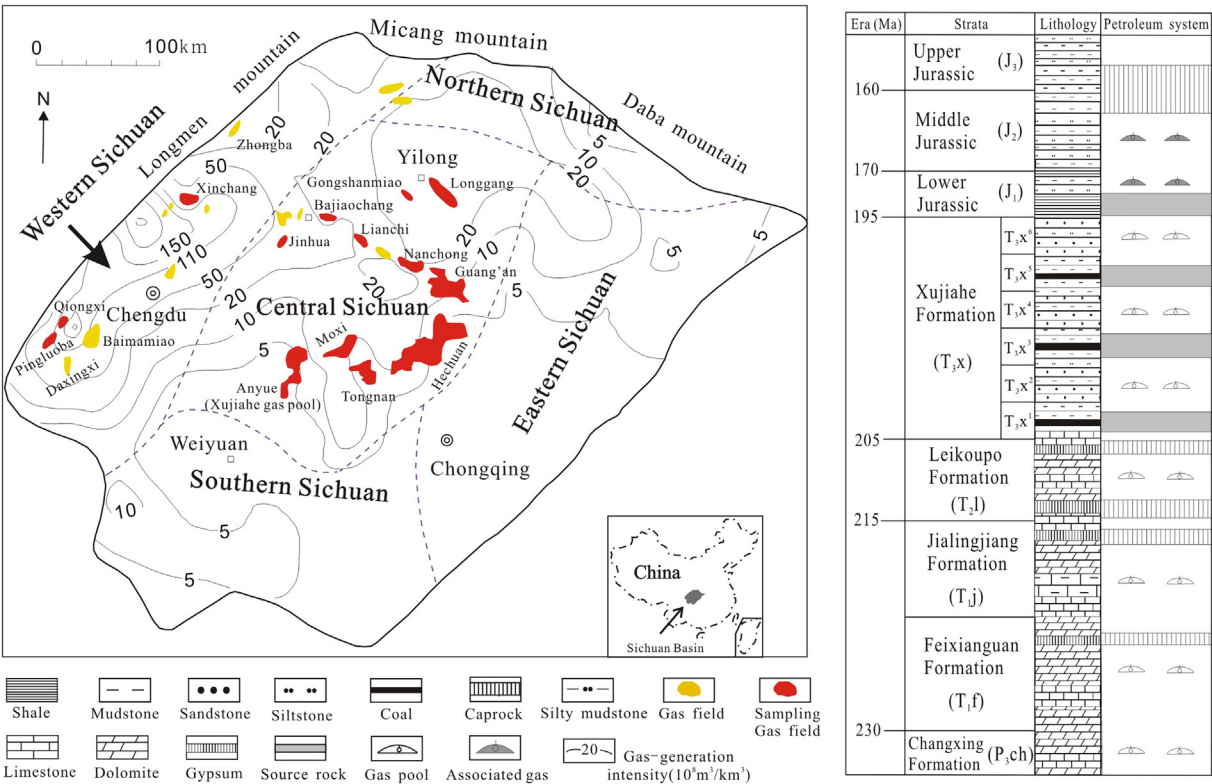 0 100km
N
Micang mountain
Longmen mountain
Daba mountain
Northern Sichuan
Western Sichuan
Central Sichuan
Eastern Sichuan
Southern Sichuan
Zhongba
Xinchang
Yilong
Gongshanmiao
Longgang
Bajiaochang
Jinhua
Lianchi
Nanchong
Guang'an
Chengdu
Qiongxi
Pingluoba
Baimamiao
Daxingxi
Moxi
Hechuan
Anyue
(Xujiahe gas pool)
Tongnan
Weiyuan
Chongqing
20
20
50
150
110
50
20
10
5
20
20
10
5
5
10
20
5
5
10
5
5
China
Sichuan Basin
Shale
Mudstone
Sandstone
Siltstone
Coal
Caprock
Silty mudstone
Gas field
Sampling
Gas field
Limestone
Dolomite
Gypsum
Source rock
Gas pool
Associated gas
20
Gas-generation
intensity(10⁸m³/km³)
Era (Ma) Strata Lithology Petroleum system
Upper
Jurassic (J₃)
160
Middle
Jurassic (J₂)
170
Lower
Jurassic (J₁)
195
Xujiahe
Formation
(T₃x)
T₃x⁶
T₃x⁵
T₃x⁴
T₃x³
T₃x²
T₃x¹
205
Leikoupo
Formation
(T₂l)
215
Jialingjiang
Formation
(T₁j)
Feixianguan
Formation
(T₁f)
230
Changxing
Formation (P₃ch)